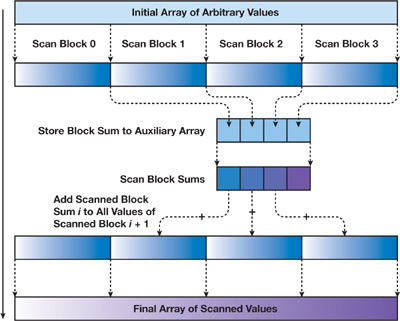 Initial Array of Arbitrary Values
Scan Block 0 Scan Block 1 Scan Block 2 Scan Block 3
Store Block Sum to Auxiliary Array
Scan Block Sums
Add Scanned Block
Sum i to All Values of
Scanned Block i + 1
+ + +
Final Array of Scanned Values